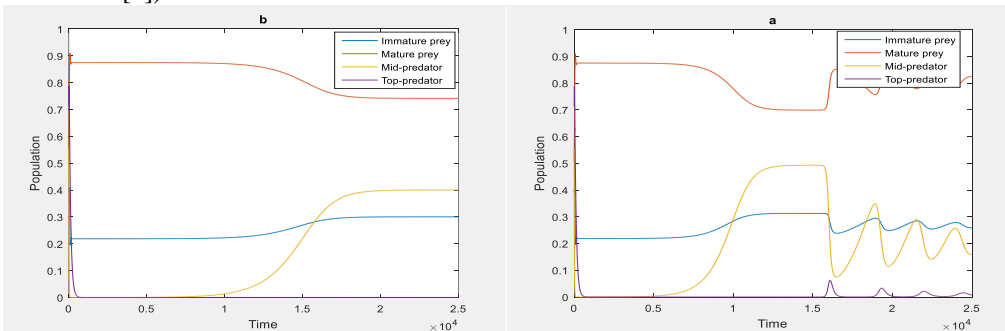 [2],
b
Immature prey
Mature prey
Mid-predator
Top-predator
Population
1
0.9
0.8
0.7
0.6
0.5
0.4
0.3
0.2
0.1
0
0 0.5 1 1.5 2 2.5
Time
× 10⁴
a
Immature prey
Mature prey
Mid-predator
Top-predator
Population
1
0.9
0.8
0.7
0.6
0.5
0.4
0.3
0.2
0.1
0
0 0.5 1 1.5 2 2.5
Time
× 10⁴